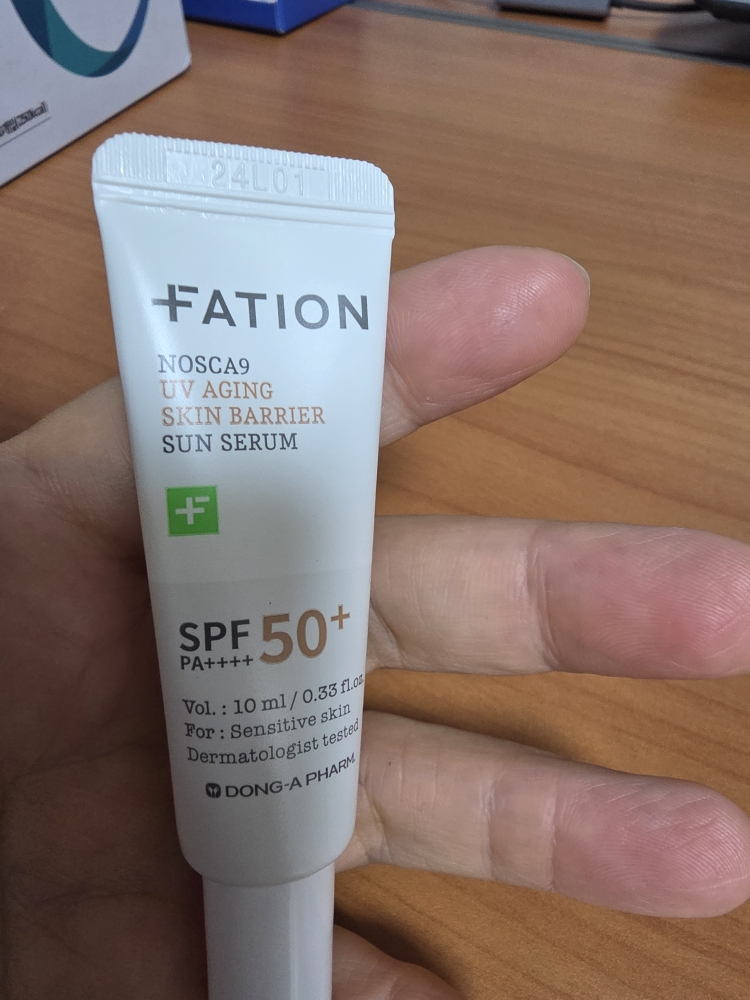 24L01
FATION
NOSCA9
UV AGING
SKIN BARRIER
SUN SERUM
SPF 50+
PA++++
Vol. : 10 ml / 0.33 fl.oz
For : Sensitive skin
Dermatologist tested
DONG-A PHARM.